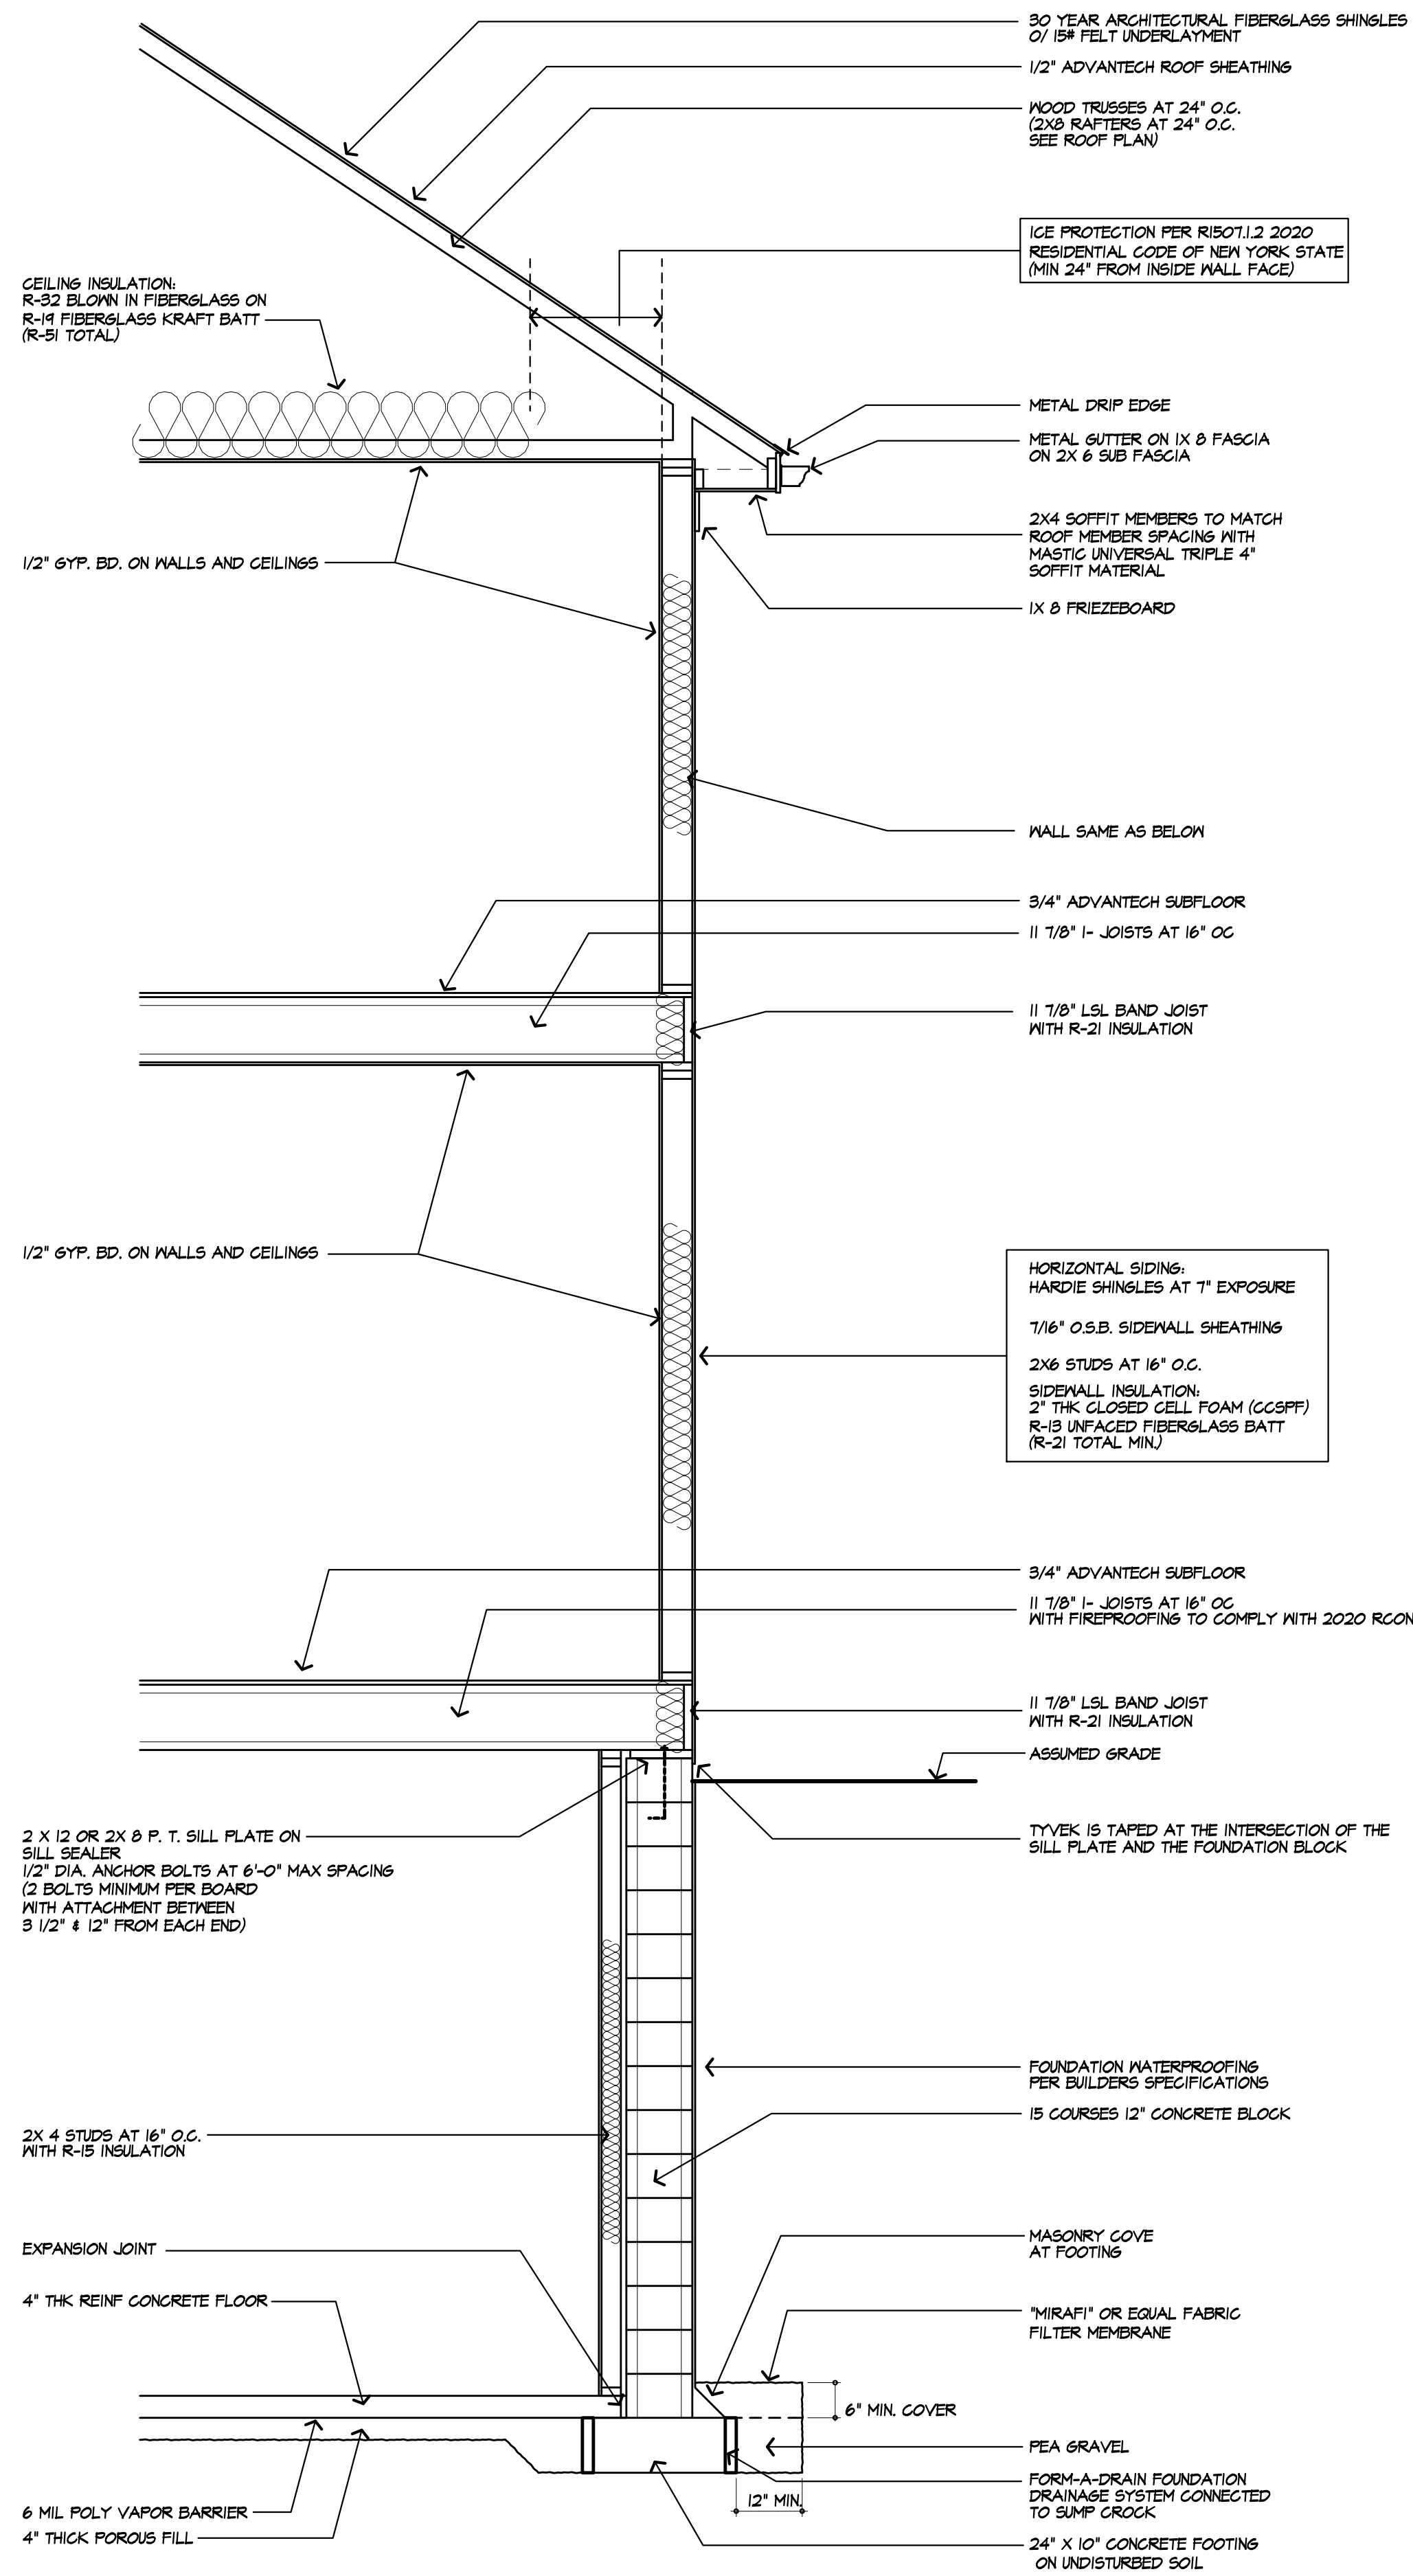 30 YEAR ARCHITECTURAL FIBERGLASS SHINGLES
O/ 15# FELT UNDERLAYMENT
1/2" ADVANTECH ROOF SHEATHING
WOOD TRUSSES AT 24" O.C.
(2X8 RAFTERS AT 24" O.C.
SEE ROOF PLAN)
ICE PROTECTION PER R1507.1.2 2020
RESIDENTIAL CODE OF NEW YORK STATE
(MIN 24" FROM INSIDE WALL FACE)
CEILING INSULATION:
R-32 BLOWN IN FIBERGLASS ON
R-19 FIBERGLASS KRAFT BATT
(R-51 TOTAL)
METAL DRIP EDGE
METAL GUTTER ON 1X 8 FASCIA
ON 2X 6 SUB FASCIA
2X4 SOFFIT MEMBERS TO MATCH
ROOF MEMBER SPACING WITH
MASTIC UNIVERSAL TRIPLE 4"
SOFFIT MATERIAL
1/2" GYP. BD. ON WALLS AND CEILINGS
1X 8 FRIEZEBOARD
WALL SAME AS BELOW
3/4" ADVANTECH SUBFLOOR
11 7/8" I- JOISTS AT 16" OC
11 7/8" LSL BAND JOIST
WITH R-21 INSULATION
1/2" GYP. BD. ON WALLS AND CEILINGS
HORIZONTAL SIDING:
HARDIE SHINGLES AT 7" EXPOSURE
7/16" O.S.B. SIDEWALL SHEATHING
2X6 STUDS AT 16" O.C.
SIDEWALL INSULATION:
2" THK CLOSED CELL FOAM (CCSPF)
R-13 UNFACED FIBERGLASS BATT
(R-21 TOTAL MIN.)
3/4" ADVANTECH SUBFLOOR
11 7/8" I- JOISTS AT 16" OC
WITH FIREPROOFING TO COMPLY WITH 2020 RCON
11 7/8" LSL BAND JOIST
WITH R-21 INSULATION
ASSUMED GRADE
2 X 12 OR 2X 8 P. T. SILL PLATE ON
SILL SEALER
1/2" DIA. ANCHOR BOLTS AT 6'-0" MAX SPACING
(2 BOLTS MINIMUM PER BOARD
WITH ATTACHMENT BETWEEN
3 1/2" & 12" FROM EACH END)
TYVEK IS TAPED AT THE INTERSECTION OF THE
SILL PLATE AND THE FOUNDATION BLOCK
FOUNDATION WATERPROOFING
PER BUILDERS SPECIFICATIONS
15 COURSES 12" CONCRETE BLOCK
2X 4 STUDS AT 16" O.C.
WITH R-15 INSULATION
MASONRY COVE
AT FOOTING
EXPANSION JOINT
4" THK REINF CONCRETE FLOOR
"MIRAFI" OR EQUAL FABRIC
FILTER MEMBRANE
6" MIN. COVER
PEA GRAVEL
FORM-A-DRAIN FOUNDATION
DRAINAGE SYSTEM CONNECTED
TO SUMP CROCK
12" MIN.
6 MIL POLY VAPOR BARRIER
4" THICK POROUS FILL
24" X 10" CONCRETE FOOTING
ON UNDISTURBED SOIL